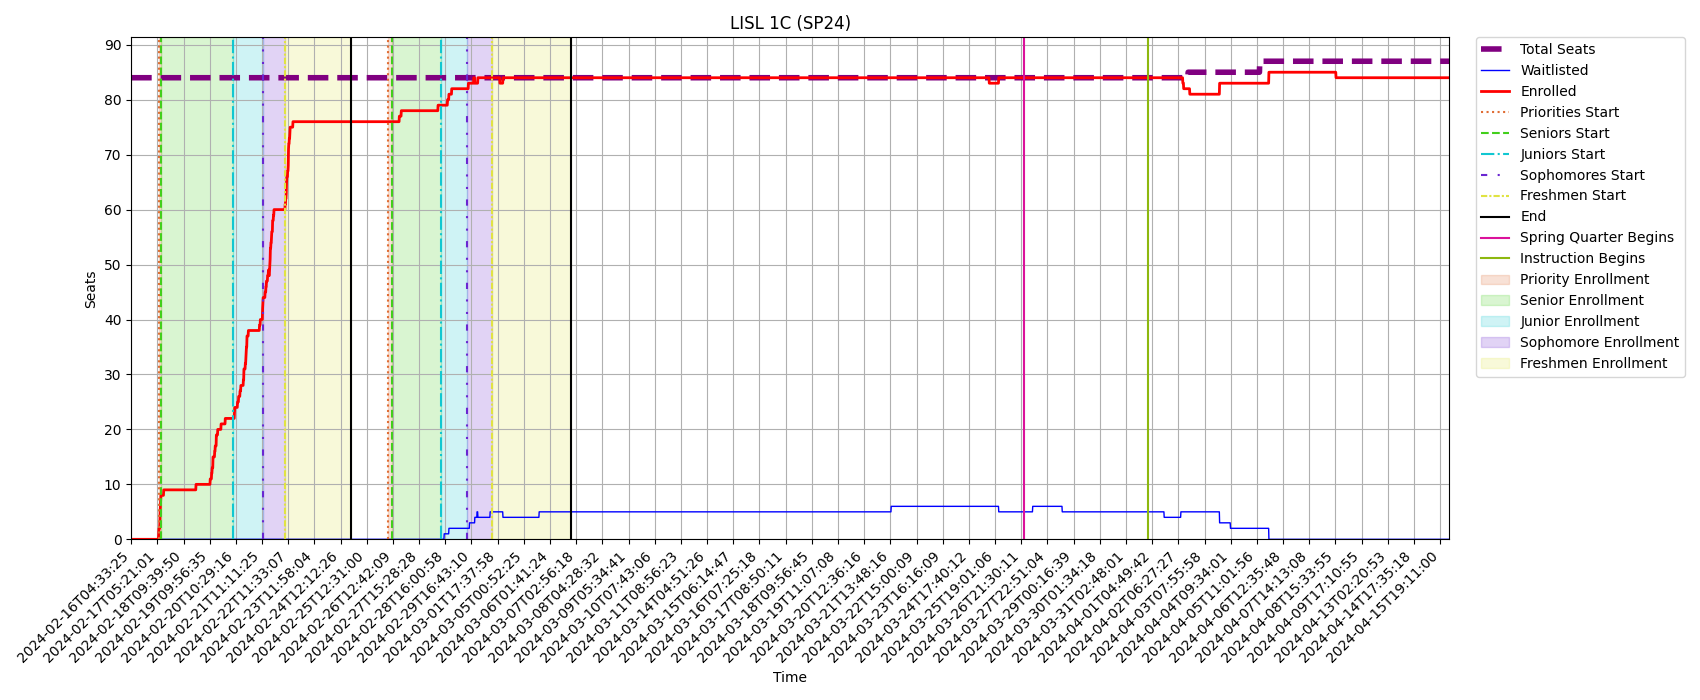 LISL 1C (SP24)
90
80
70
60
50
40
30
20
10
0
Seats
2024-02-16T04:33:25
2024-02-17T05:21:01
2024-02-18T09:39:50
2024-02-19T09:56:35
2024-02-20T10:29:16
2024-02-21T11:11:25
2024-02-22T11:33:07
2024-02-23T11:58:04
2024-02-24T12:12:26
2024-02-25T12:31:00
2024-02-26T12:42:09
2024-02-27T15:28:28
2024-02-28T16:00:58
2024-02-29T16:43:10
2024-03-01T17:37:58
2024-03-05T00:52:25
2024-03-06T01:41:24
2024-03-07T02:56:18
2024-03-08T04:28:32
2024-03-09T05:34:41
2024-03-10T07:43:06
2024-03-11T08:56:23
2024-03-14T04:51:26
2024-03-15T06:14:47
2024-03-16T07:25:18
2024-03-17T08:50:11
2024-03-18T09:56:45
2024-03-19T11:07:08
2024-03-20T12:36:16
2024-03-21T13:48:16
2024-03-22T15:00:09
2024-03-23T16:16:09
2024-03-24T17:40:12
2024-03-25T19:01:06
2024-03-26T21:30:11
2024-03-27T22:51:04
2024-03-29T00:16:39
2024-03-30T01:34:18
2024-03-31T02:48:01
2024-04-01T04:49:42
2024-04-02T06:27:27
2024-04-03T07:55:58
2024-04-04T09:34:01
2024-04-05T11:01:56
2024-04-06T12:35:48
2024-04-07T14:13:08
2024-04-08T15:33:55
2024-04-09T17:10:55
2024-04-13T02:20:53
2024-04-14T17:35:18
2024-04-15T19:11:00
Time
Total Seats
Waitlisted
Enrolled
Priorities Start
Seniors Start
Juniors Start
Sophomores Start
Freshmen Start
End
Spring Quarter Begins
Instruction Begins
Priority Enrollment
Senior Enrollment
Junior Enrollment
Sophomore Enrollment
Freshmen Enrollment